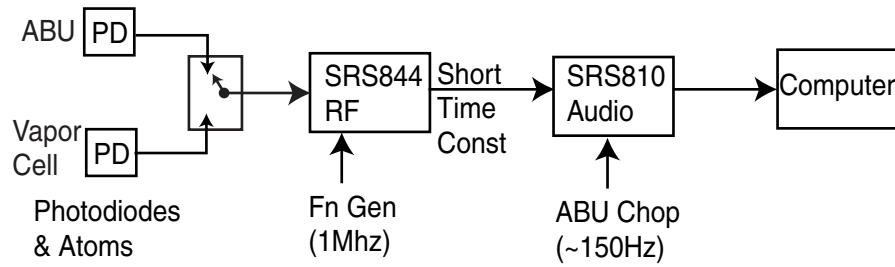 ABU
PD
Vapor
Cell
PD
Photodiodes
& Atoms
SRS844
RF
Short
Time
Const
Fn Gen
(1Mhz)
SRS810
Audio
ABU Chop
(~150Hz)
Computer